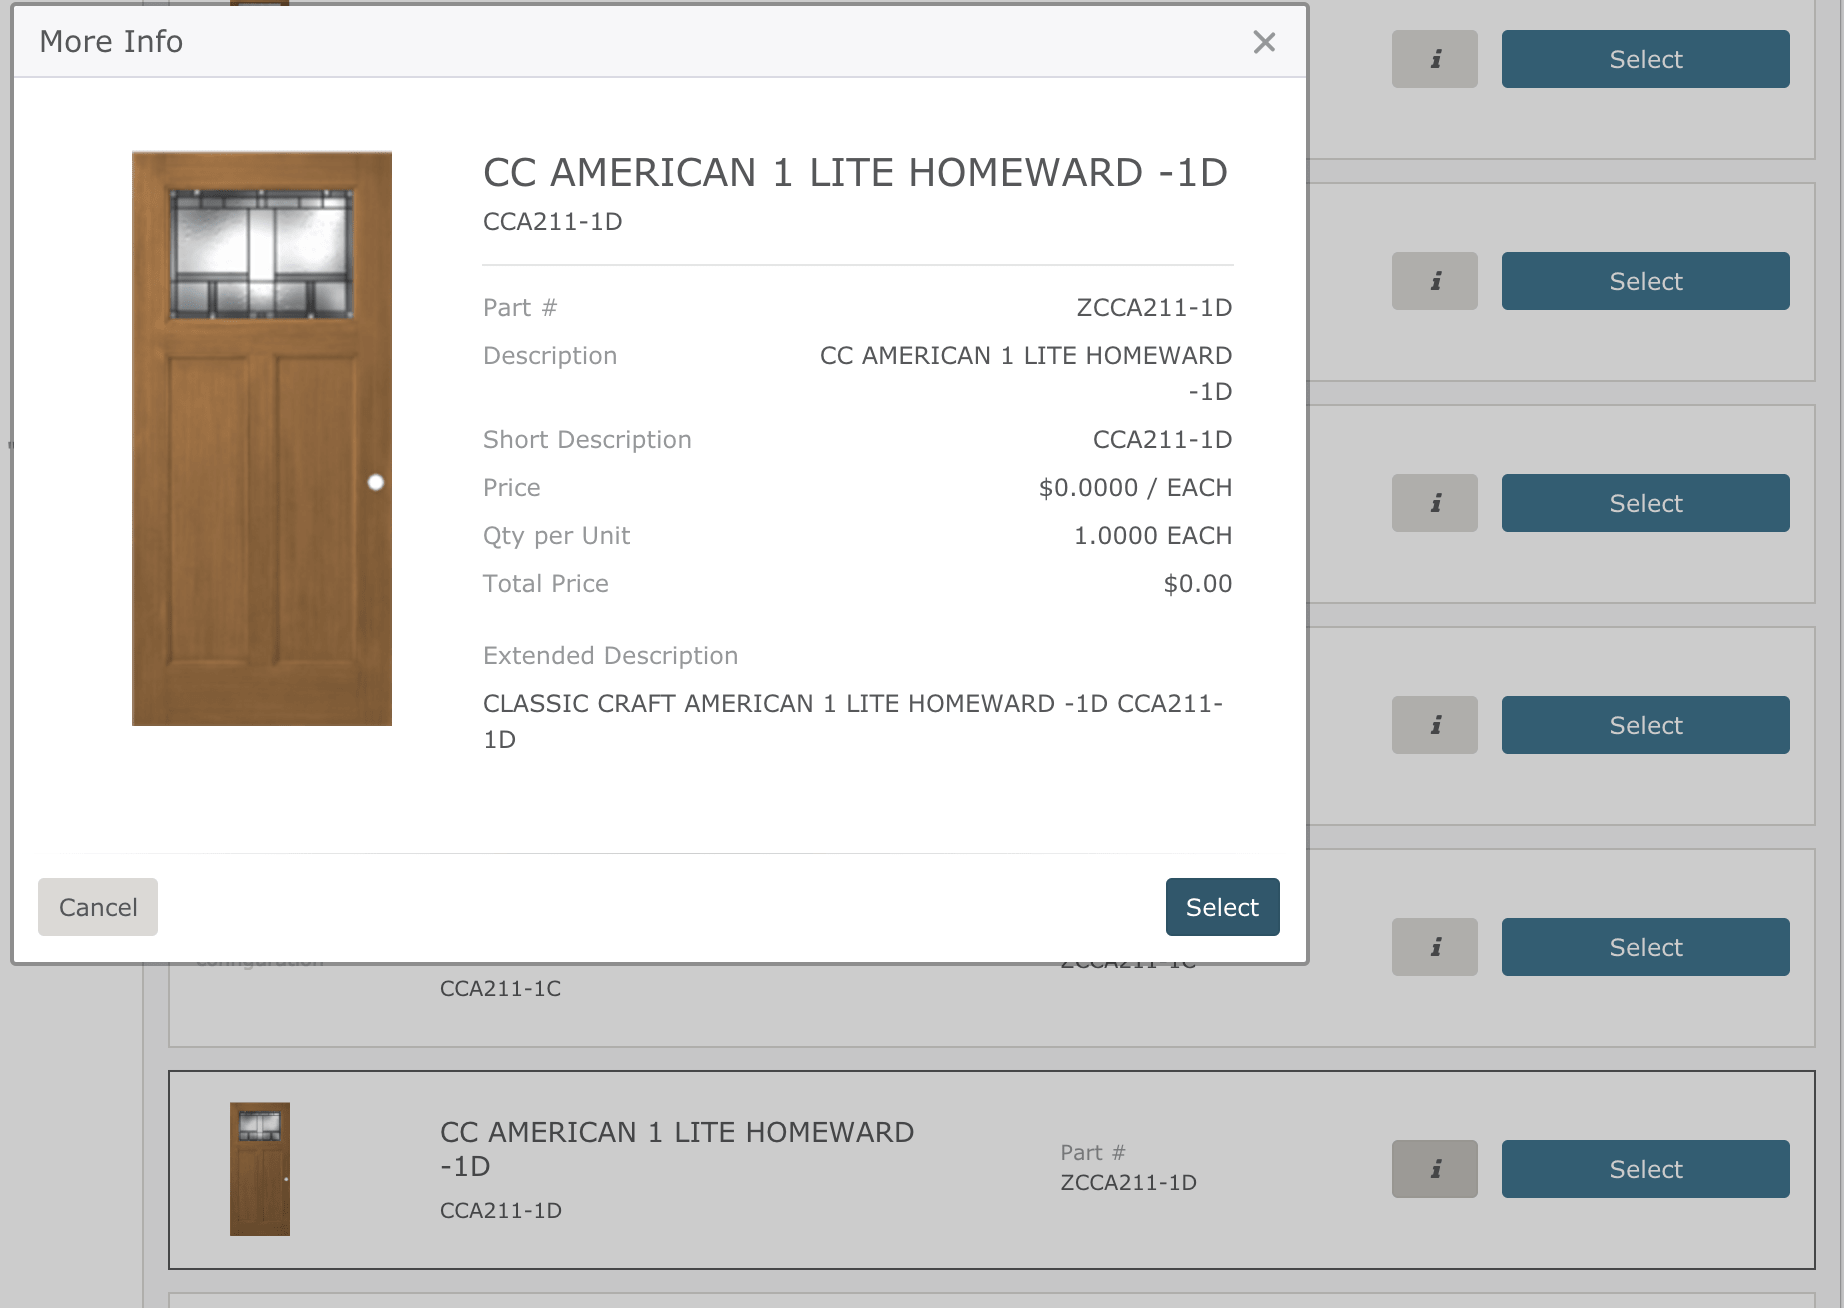 More Info
CC AMERICAN 1 LITE HOMEWARD -1D
CCA211-1D
Part # ZCCA211-1D
Description CC AMERICAN 1 LITE HOMEWARD
-1D
Short Description CCA211-1D
Price $0.0000 / EACH
Qty per Unit 1.0000 EACH
Total Price $0.00
Extended Description
CLASSIC CRAFT AMERICAN 1 LITE HOMEWARD -1D CCA211-
1D
Cancel Select
i Select
i Select
i Select
i Select
configuration ZCCA211-1C
CCA211-1C
i Select
CC AMERICAN 1 LITE HOMEWARD
-1D
CCA211-1D
Part #
ZCCA211-1D
i Select